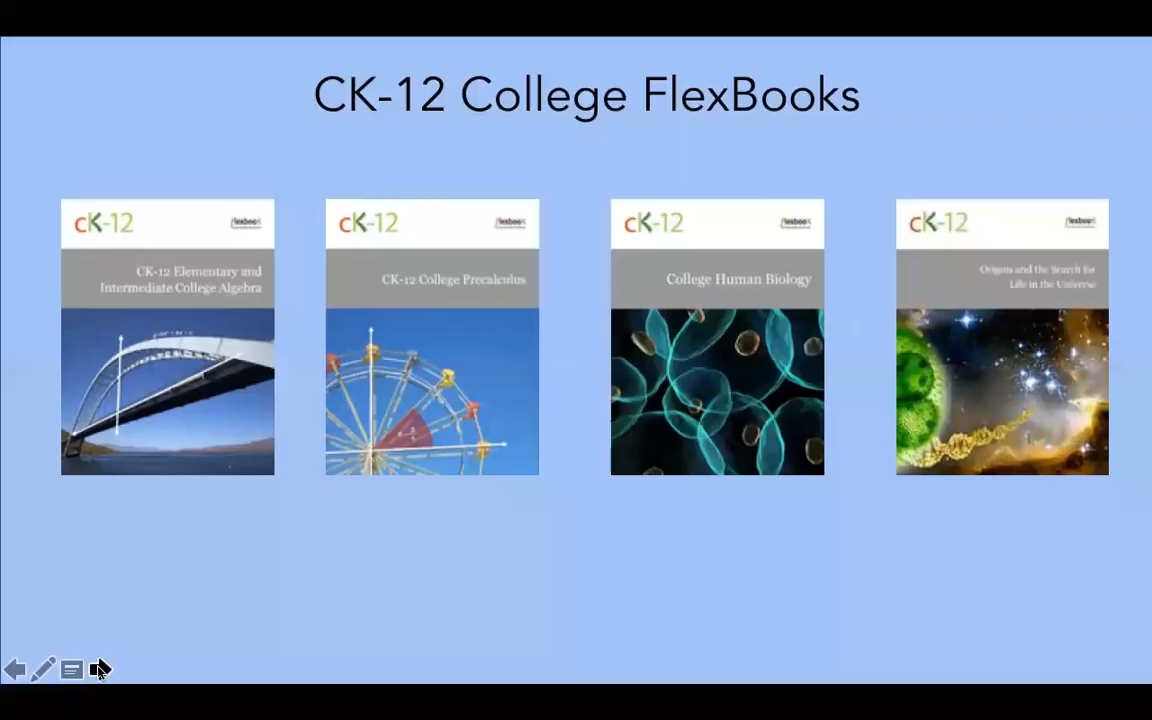 CK-12 College FlexBooks
cK-12
flexbook
CK-12 Elementary and
Intermediate College Algebra
cK-12
flexbook
CK-12 College Precalculus
cK-12
flexbook
College Human Biology
cK-12
flexbook
Origins and the Search for
Life in the Universe